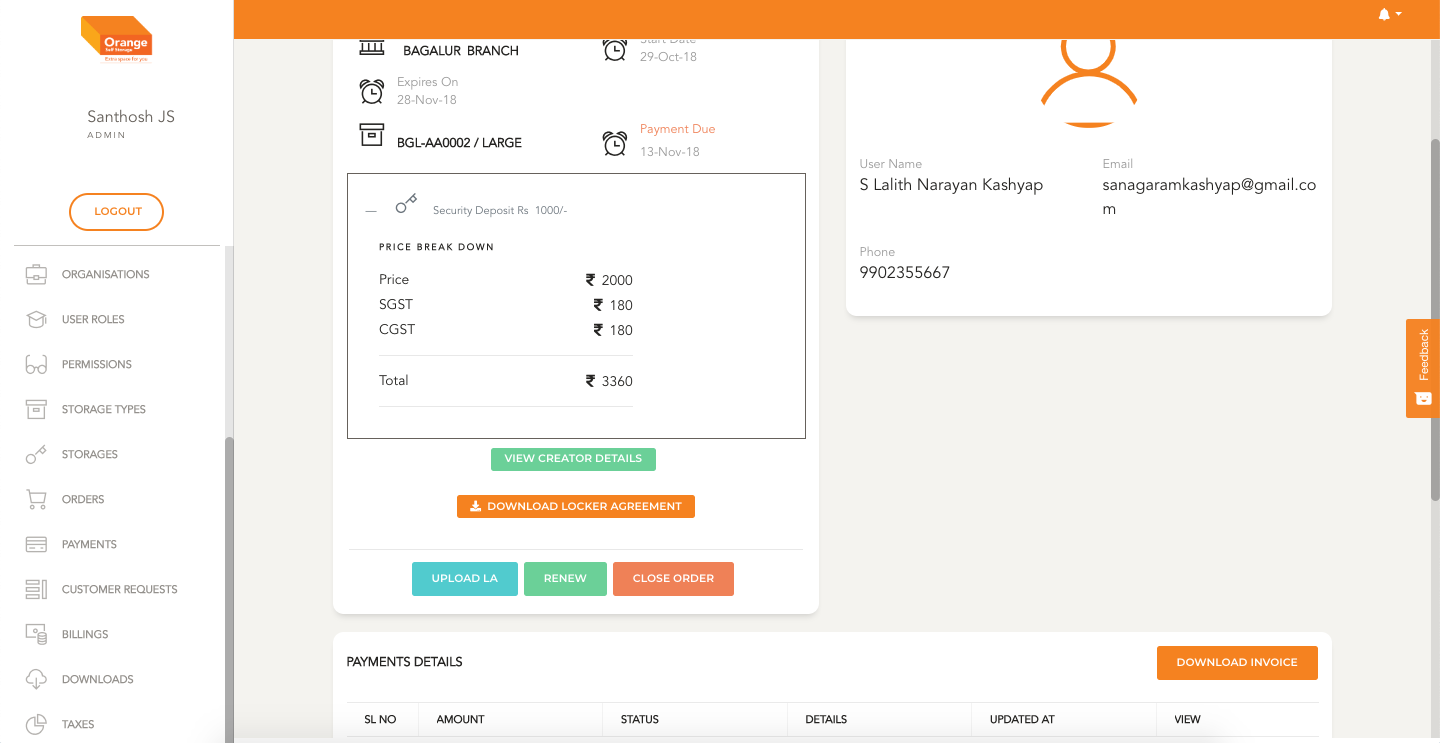 Orange
Self Storage
Extra space for you
Santhosh JS
ADMIN
LOGOUT
ORGANISATIONS
USER ROLES
PERMISSIONS
STORAGE TYPES
STORAGES
ORDERS
PAYMENTS
CUSTOMER REQUESTS
BILLINGS
DOWNLOADS
TAXES
BAGALUR BRANCH
Start Date
29-Oct-18
Expires On
28-Nov-18
BGL-AA0002 / LARGE
Payment Due
13-Nov-18
Security Deposit Rs 1000/-
PRICE BREAK DOWN
Price ₹ 2000
SGST ₹ 180
CGST ₹ 180
Total ₹ 3360
VIEW CREATOR DETAILS
DOWNLOAD LOCKER AGREEMENT
UPLOAD LA RENEW CLOSE ORDER
User Name
S Lalith Narayan Kashyap
Email
sanagaramkashyap@gmail.co
m
Phone
9902355667
Feedback
PAYMENTS DETAILS
DOWNLOAD INVOICE
SL NO AMOUNT STATUS DETAILS UPDATED AT VIEW